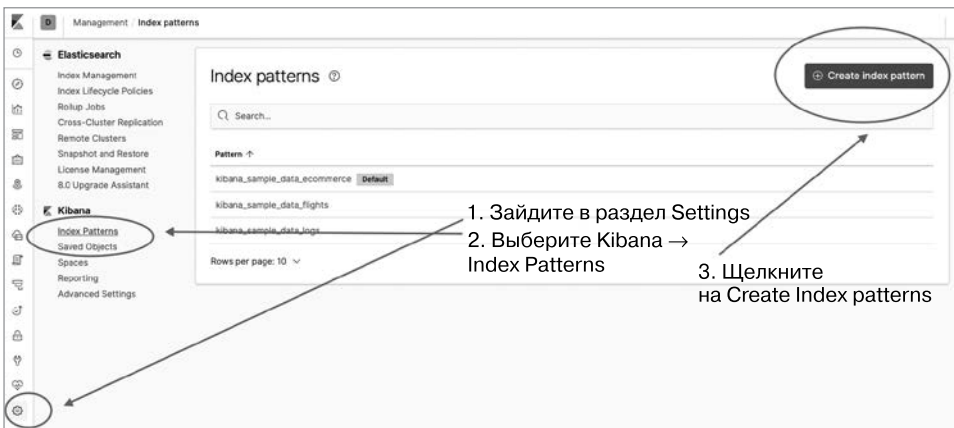 D Management / Index patterns
Elasticsearch
Index Management
Index Lifecycle Policies
Rollup Jobs
Cross-Cluster Replication
Remote Clusters
Snapshot and Restore
License Management
8.0 Upgrade Assistant
Kibana
Index Patterns
Saved Objects
Spaces
Reporting
Advanced Settings
Index patterns
Create index pattern
Search...
Pattern ↑
kibana_sample_data_ecommerce Default
kibana_sample_data_flights
kibana_sample_data_logs
Rows per page: 10
1. Зайдите в раздел Settings
2. Выберите Kibana →
Index Patterns
3. Щелкните
на Create Index patterns